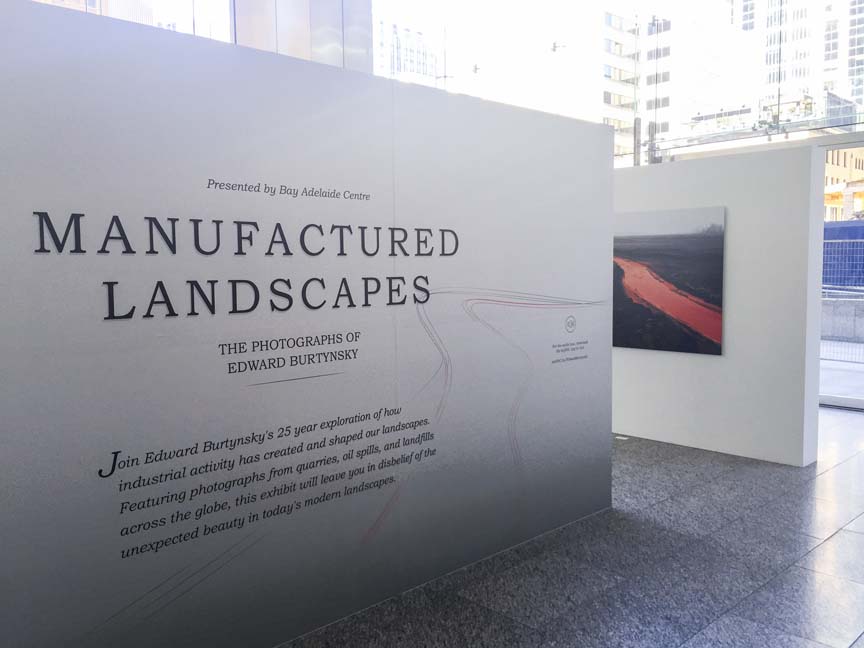 Presented by Bay Adelaide Centre
MANUFACTURED
LANDSCAPES
THE PHOTOGRAPHS OF
EDWARD BURTYNSKY
Join Edward Burtynsky's 25 year exploration of how
industrial activity has created and shaped our landscapes.
Featuring photographs from quarries, oil spills, and landfills
across the globe, this exhibit will leave you in disbelief of the
unexpected beauty in today's modern landscapes.